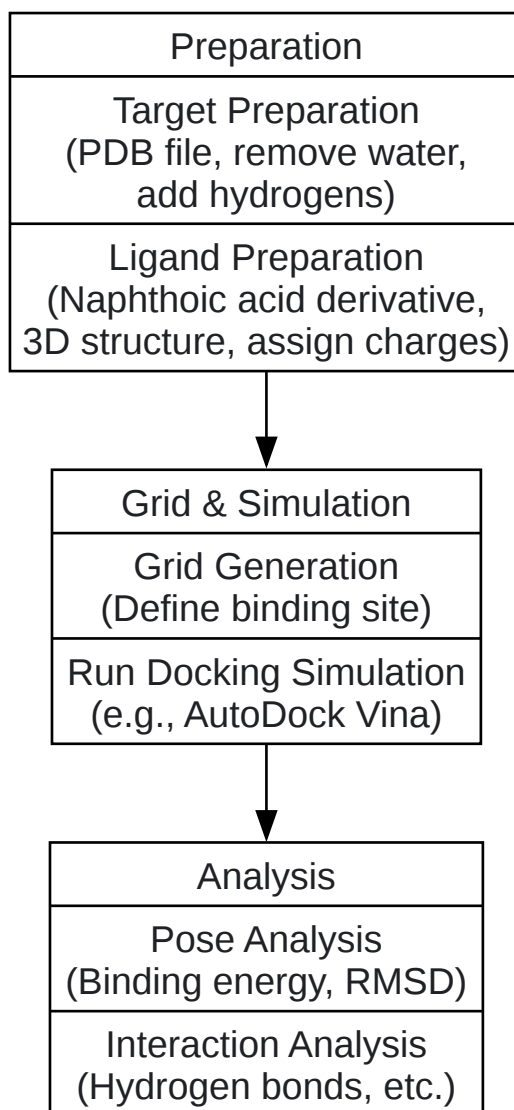 Preparation
Target Preparation
(PDB file, remove water,
add hydrogens)
Ligand Preparation
(Naphthoic acid derivative,
3D structure, assign charges)
Grid & Simulation
Grid Generation
(Define binding site)
Run Docking Simulation
(e.g., AutoDock Vina)
Analysis
Pose Analysis
(Binding energy, RMSD)
Interaction Analysis
(Hydrogen bonds, etc.)